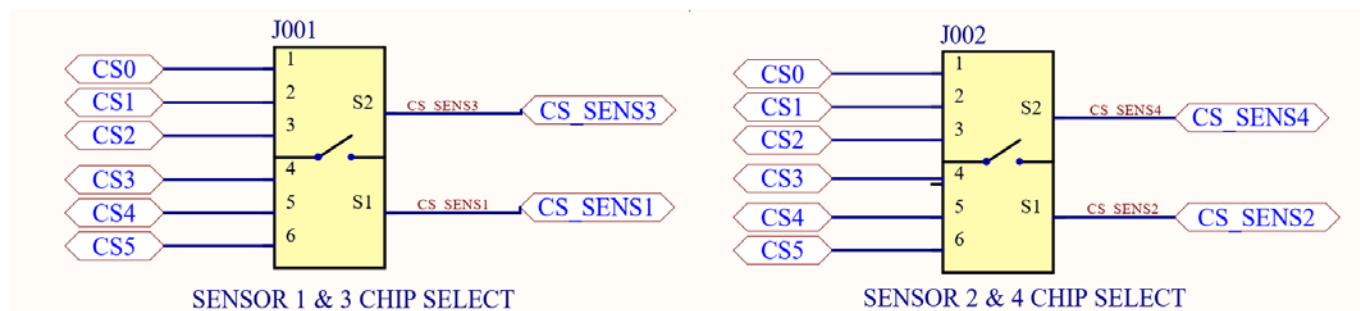 J001
CS0
CS1
CS2
CS3
CS4
CS5
1
2
3
4
5
6
S2
S1
CS_SENS3
CS_SENS3
CS_SENS1
CS_SENS1
SENSOR 1 & 3 CHIP SELECT
J002
CS0
CS1
CS2
CS3
CS4
CS5
1
2
3
4
5
6
S2
S1
CS_SENS4
CS_SENS4
CS_SENS2
CS_SENS2
SENSOR 2 & 4 CHIP SELECT